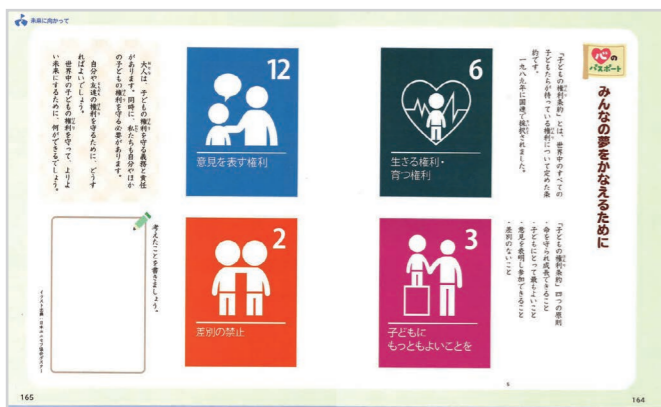 未来に向かって
心の
パスポート
みんなの夢をかなえるために
「子どもの権利条約」とは、世界中のすべての
子どもたちが持っている権利について定めた条
約です。
一九八九年に国連で採択されました。
「子どもの権利条約」四つの原則
・命を守られ成長できること
・子どもにとって最もよいこと
・意見を表明し参加できること
・差別のないこと
6
生きる権利・
育つ権利
3
子どもに
もっともよいことを
12
意見を表す権利
2
差別の禁止
大人は、子どもの権利を守る義務と責任
があります。同時に、私たちも自分やほか
の子どもの権利を守る必要があります。
自分や友達の権利を守るために、どうす
ればよいでしょう。
世界中の子どもの権利を守って、よりよ
い未来にするために、何ができるでしょう。
考えたことを書きましょう。
165
164